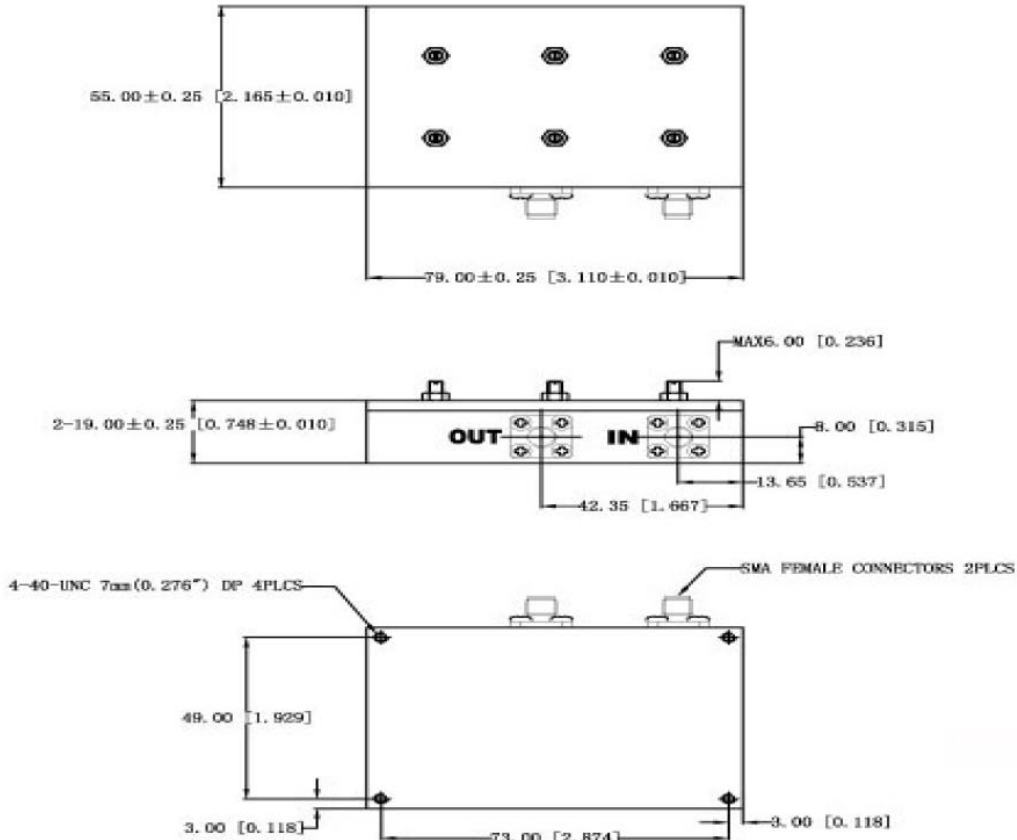 55.00±0.25 [2.165±0.010]
79.00±0.25 [3.110±0.010]
MAX6.00 [0.236]
2-19.00±0.25 [0.748±0.010]
OUT
IN
8.00 [0.315]
13.65 [0.537]
42.35 [1.667]
4-40-UNC 7mm(0.276") DP 4PLCS
SMA FEMALE CONNECTORS 2PLCS
49.00 [1.929]
3.00 [0.118]
3.00 [0.118]
73.00 [2.874]